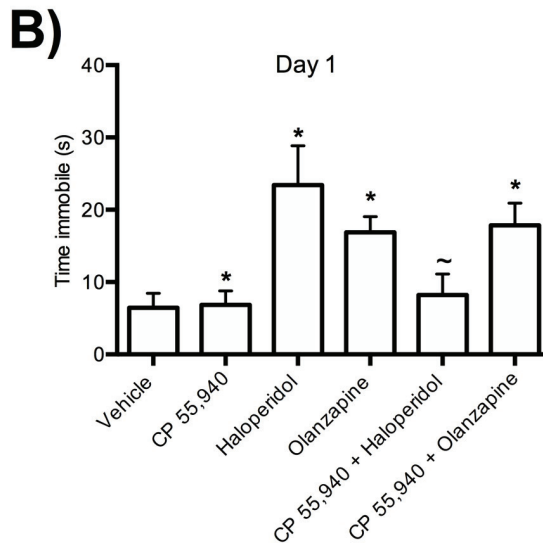 B)
Day 1
Time immobile (s)
40
30
20
10
0
*
*
*
~
*
Vehicle
CP 55,940
Haloperidol
Olanzapine
CP 55,940 + Haloperidol
CP 55,940 + Olanzapine